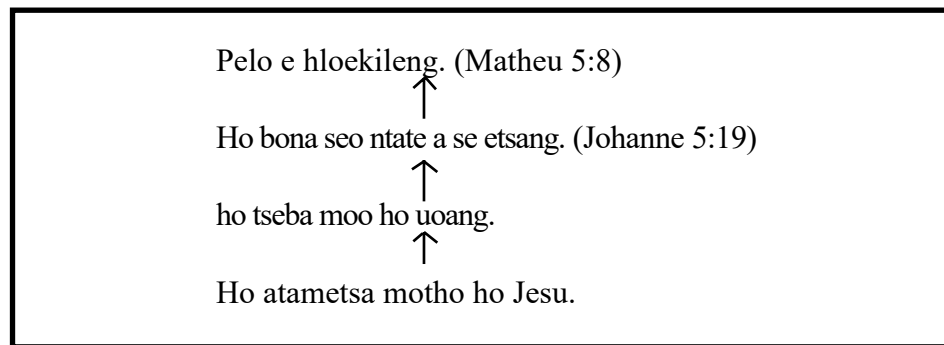 Pelo e hloekileng. (Matheu 5:8)
Ho bona seo ntate a se etsang. (Johanne 5:19)
ho tseba moo ho uoang.
Ho atametsa motho ho Jesu.